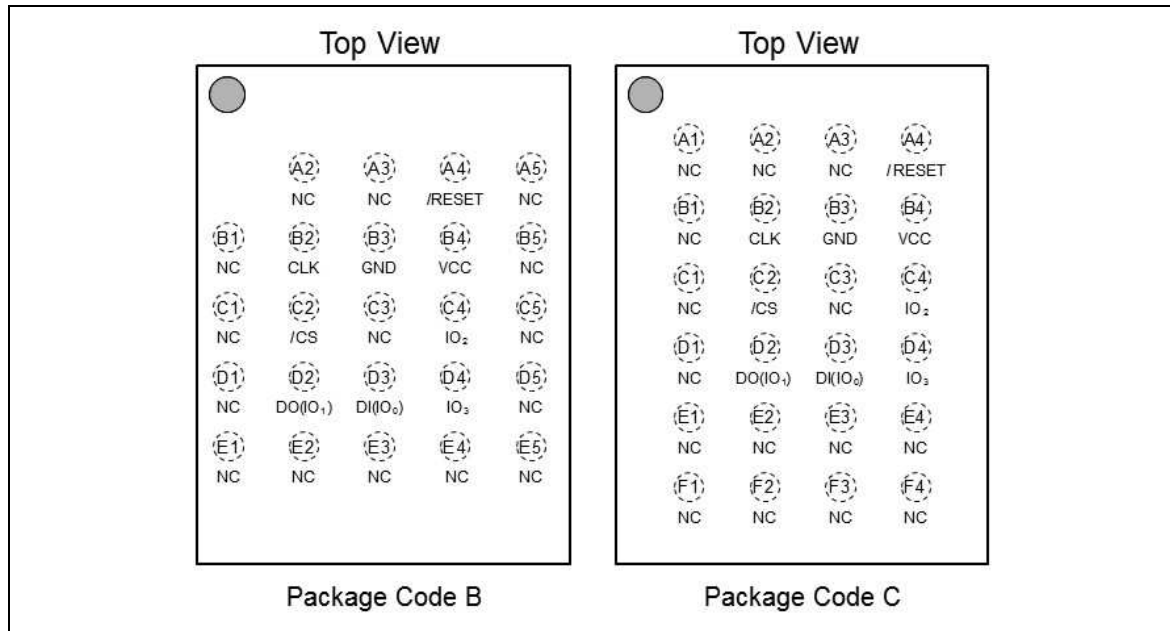 Top View
A2 A3 A4 A5
NC NC /RESET NC
B1 B2 B3 B4 B5
NC CLK GND VCC NC
C1 C2 C3 C4 C5
NC /CS NC IO₂ NC
D1 D2 D3 D4 D5
NC DO(IO₁) DI(IO₀) IO₃ NC
E1 E2 E3 E4 E5
NC NC NC NC NC
Package Code B
Top View
A1 A2 A3 A4
NC NC NC /RESET
B1 B2 B3 B4
NC CLK GND VCC
C1 C2 C3 C4
NC /CS NC IO₂
D1 D2 D3 D4
NC DO(IO₁) DI(IO₀) IO₃
E1 E2 E3 E4
NC NC NC NC
F1 F2 F3 F4
NC NC NC NC
Package Code C